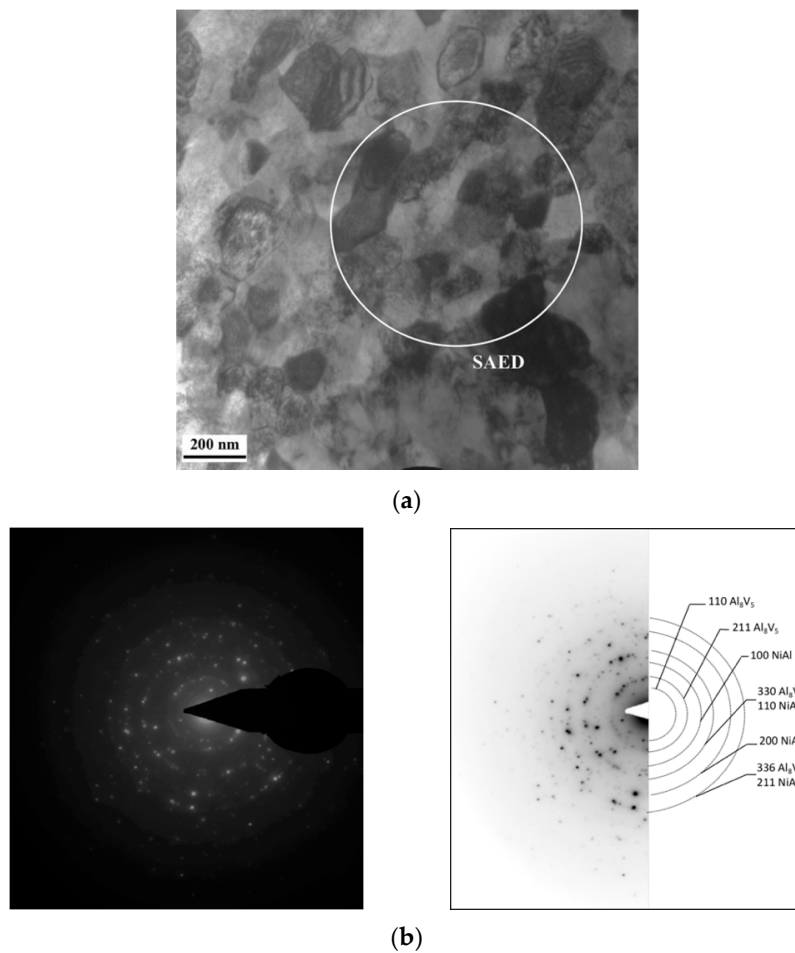 SAED
200 nm
(a)
110 Al₈V₅
211 Al₈V₅
100 NiAl
330 Al₈V
110 NiA
200 NiA
336 Al₈V
211 NiA
(b)